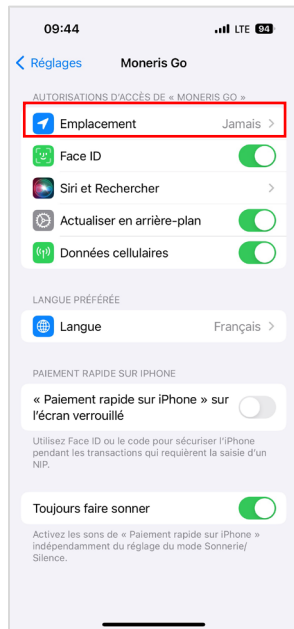 09:44 LTE 94
Réglages Moneris Go
AUTORISATIONS D'ACCÈS DE « MONERIS GO »
Emplacement Jamais
Face ID
Siri et Rechercher
Actualiser en arrière-plan
Données cellulaires
LANGUE PRÉFÉRÉE
Langue Français
PAIEMENT RAPIDE SUR IPHONE
« Paiement rapide sur iPhone » sur
l'écran verrouillé
Utilisez Face ID ou le code pour sécuriser l'iPhone
pendant les transactions qui requièrent la saisie d'un
NIP.
Toujours faire sonner
Activez les sons de « Paiement rapide sur iPhone »
indépendamment du réglage du mode Sonnerie/
Silence.